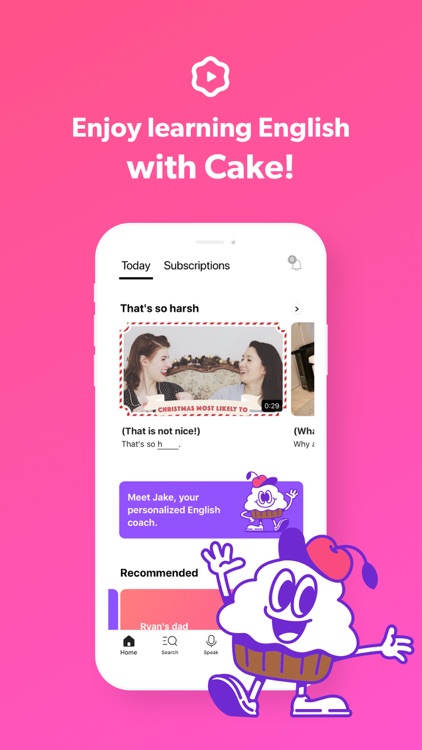 Enjoy learning English
with Cake!
Today Subscriptions
0
That's so harsh
CHRISTMAS MOST LIKELY TO
0:29
(That is not nice!)
That's so h____.
(Wha
Why a
Meet Jake, your
personalized English
coach.
Recommended
Ryan's dad
Home Search Speak